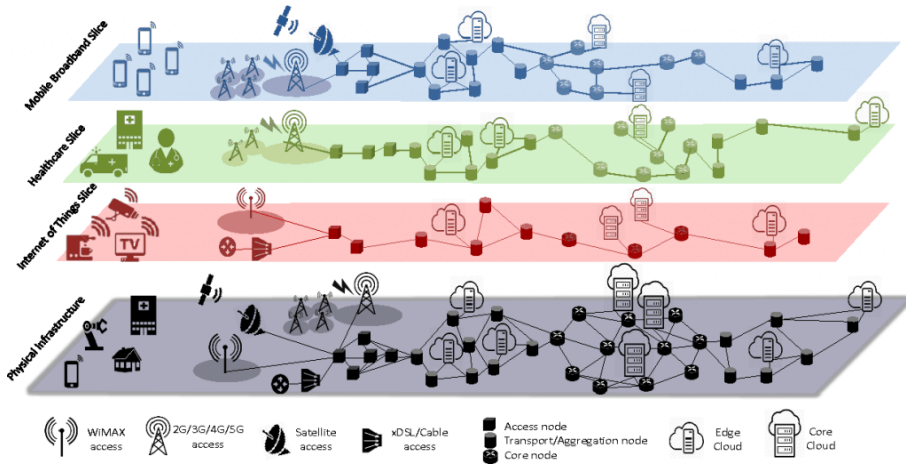 Mobile Broadband Slice
Healthcare Slice
Internet of Things Slice
TV
Physical Infrastructure
WiMAX
access
2G/3G/4G/5G
access
Satellite
access
xDSL/Cable
access
Access node
Transport/Aggregation node
Core node
Edge
Cloud
Core
Cloud